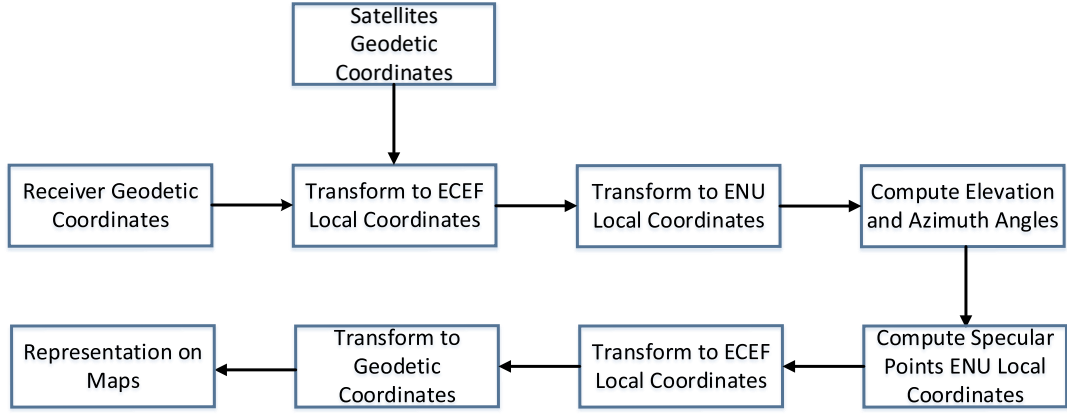 Satellites
Geodetic
Coordinates
Receiver Geodetic
Coordinates
Transform to ECEF
Local Coordinates
Transform to ENU
Local Coordinates
Compute Elevation
and Azimuth Angles
Compute Specular
Points ENU Local
Coordinates
Transform to ECEF
Local Coordinates
Transform to
Geodetic
Coordinates
Representation on
Maps